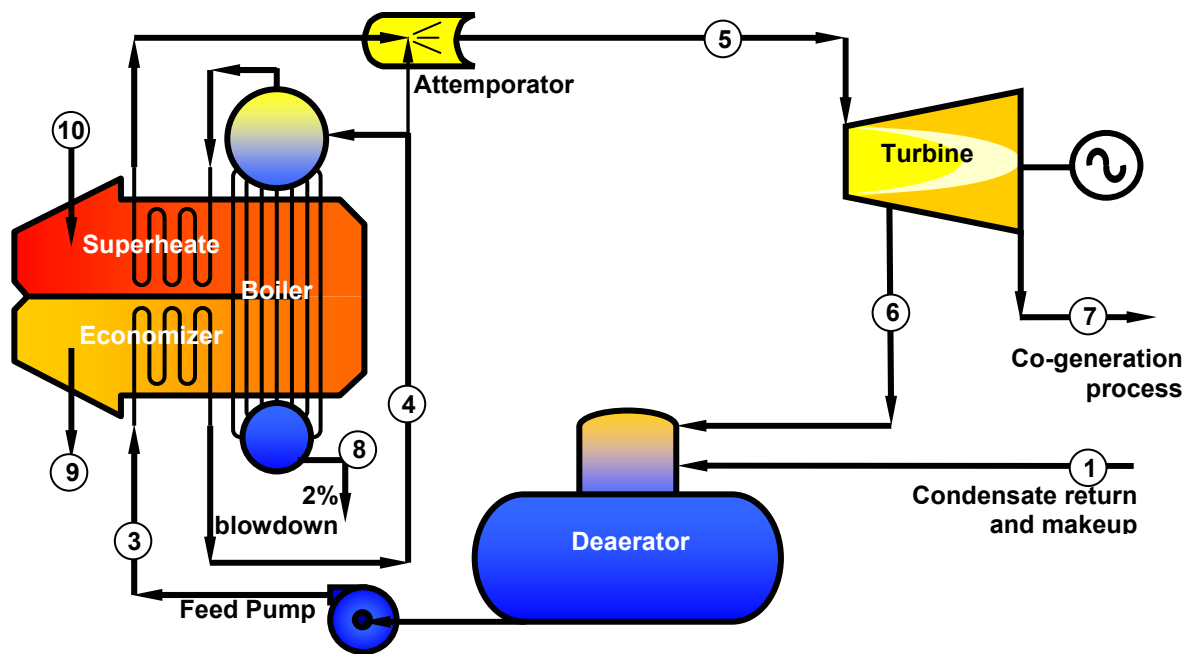 5
Attemporator
10
Turbine
Superheate
Boiler
6
7
Economizer
Co-generation
process
4
8
9
1
2%
blowdown
Condensate return
and makeup
3
Deaerator
Feed Pump